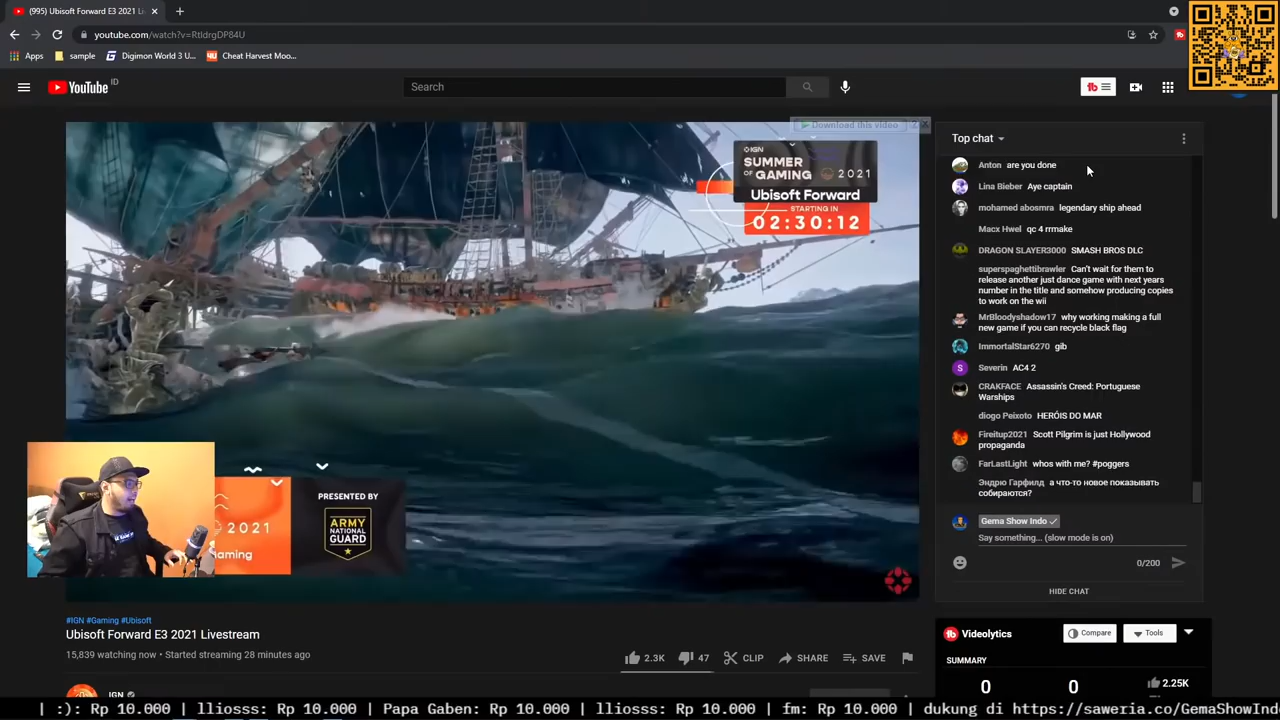 (995) Ubisoft Forward E3 2021 Li
youtube.com/watch?v=RtldrgDP84U
Apps
sample
Digimon World 3 U...
Cheat Harvest Moo...
YouTube ID
Search
Download this video
IGN
SUMMER
OF GAMING 2021
Ubisoft Forward
STARTING IN
02:30:12
2021
aming
PRESENTED BY
ARMY
NATIONAL
GUARD
#IGN #Gaming #Ubisoft
Ubisoft Forward E3 2021 Livestream
15,839 watching now • Started streaming 28 minutes ago
2.3K
47
CLIP
SHARE
SAVE
IGN
Top chat
Anton are you done
Lina Bieber Aye captain
mohamed abosmra legendary ship ahead
Macx Hwel qc 4 rrmake
DRAGON SLAYER3000 SMASH BROS DLC
superspaghettibrawler Can't wait for them to
release another just dance game with next years
number in the title and somehow producing copies
to work on the wii
MrBloodyshadow17 why working making a full
new game if you can recycle black flag
ImmortalStar6270 gib
S
Severin AC4 2
CRAKFACE Assassin's Creed: Portuguese
Warships
diogo Peixoto HERÓIS DO MAR
Fireitup2021 Scott Pilgrim is just Hollywood
propaganda
FarLastLight whos with me? #poggers
Эндрю Гарфилд а что-то новое показывать
собираются?
Gema Show Indo
Say something... (slow mode is on)
0/200
HIDE CHAT
tb Videolytics
Compare
Tools
SUMMARY
0
0
2.25K
| :): Rp 10.000 | lliosss: Rp 10.000 | Papa Gaben: Rp 10.000 | lliosss: Rp 10.000 | fm: Rp 10.000 | dukung di https://saweria.co/GemaShowInd